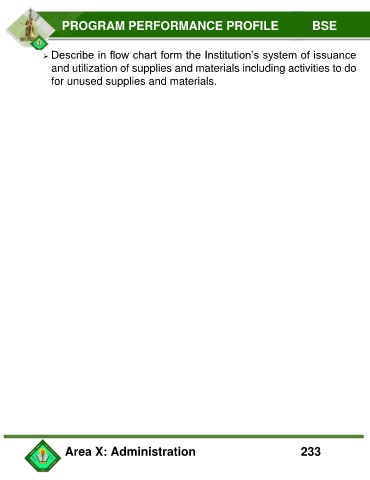 PROGRAM PERFORMANCE PROFILE BSE
➢ Describe in flow chart form the Institution's system of issuance
and utilization of supplies and materials including activities to do
for unused supplies and materials.
Area X: Administration 233